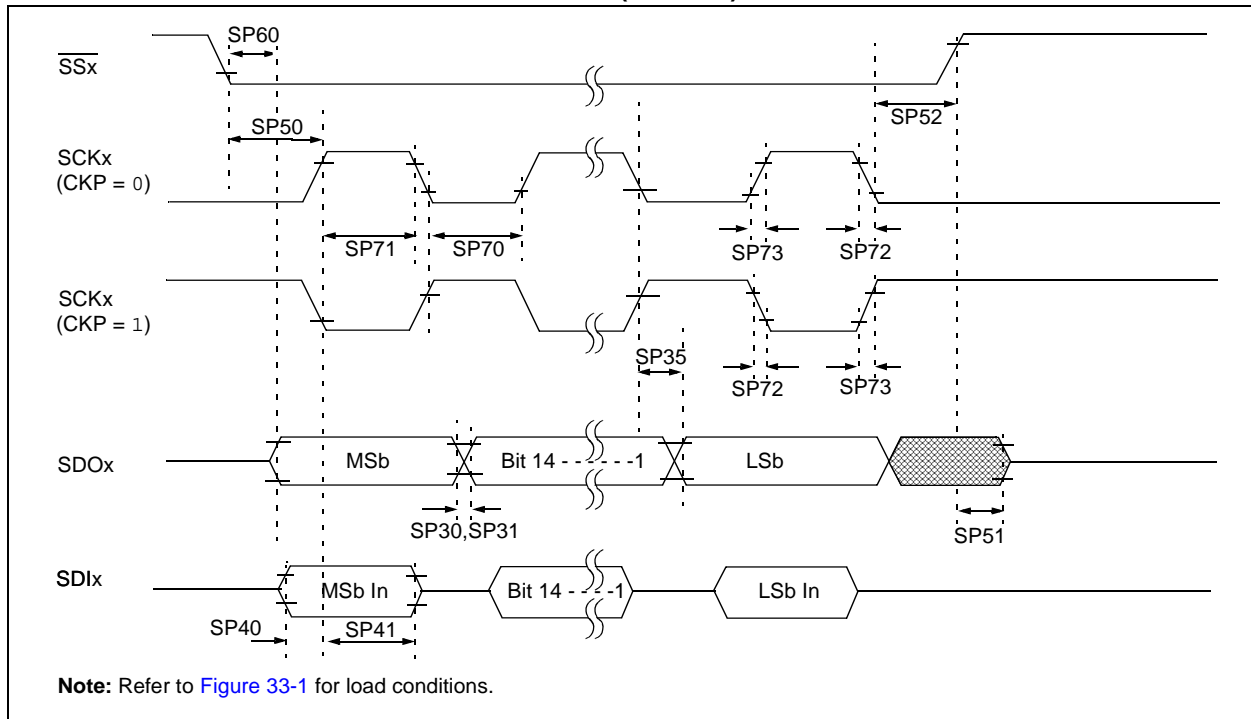 SP60
SSx
SP50
SP52
SCKx
(CKP = 0)
SP71
SP70
SP73
SP72
SCKx
(CKP = 1)
SP35
SP72
SP73
SDOx
MSb
Bit 14 - - - - - -1
LSb
SP30,SP31
SP51
SDIx
MSb In
Bit 14 - - - -1
LSb In
SP40
SP41
Note: Refer to Figure 33-1 for load conditions.